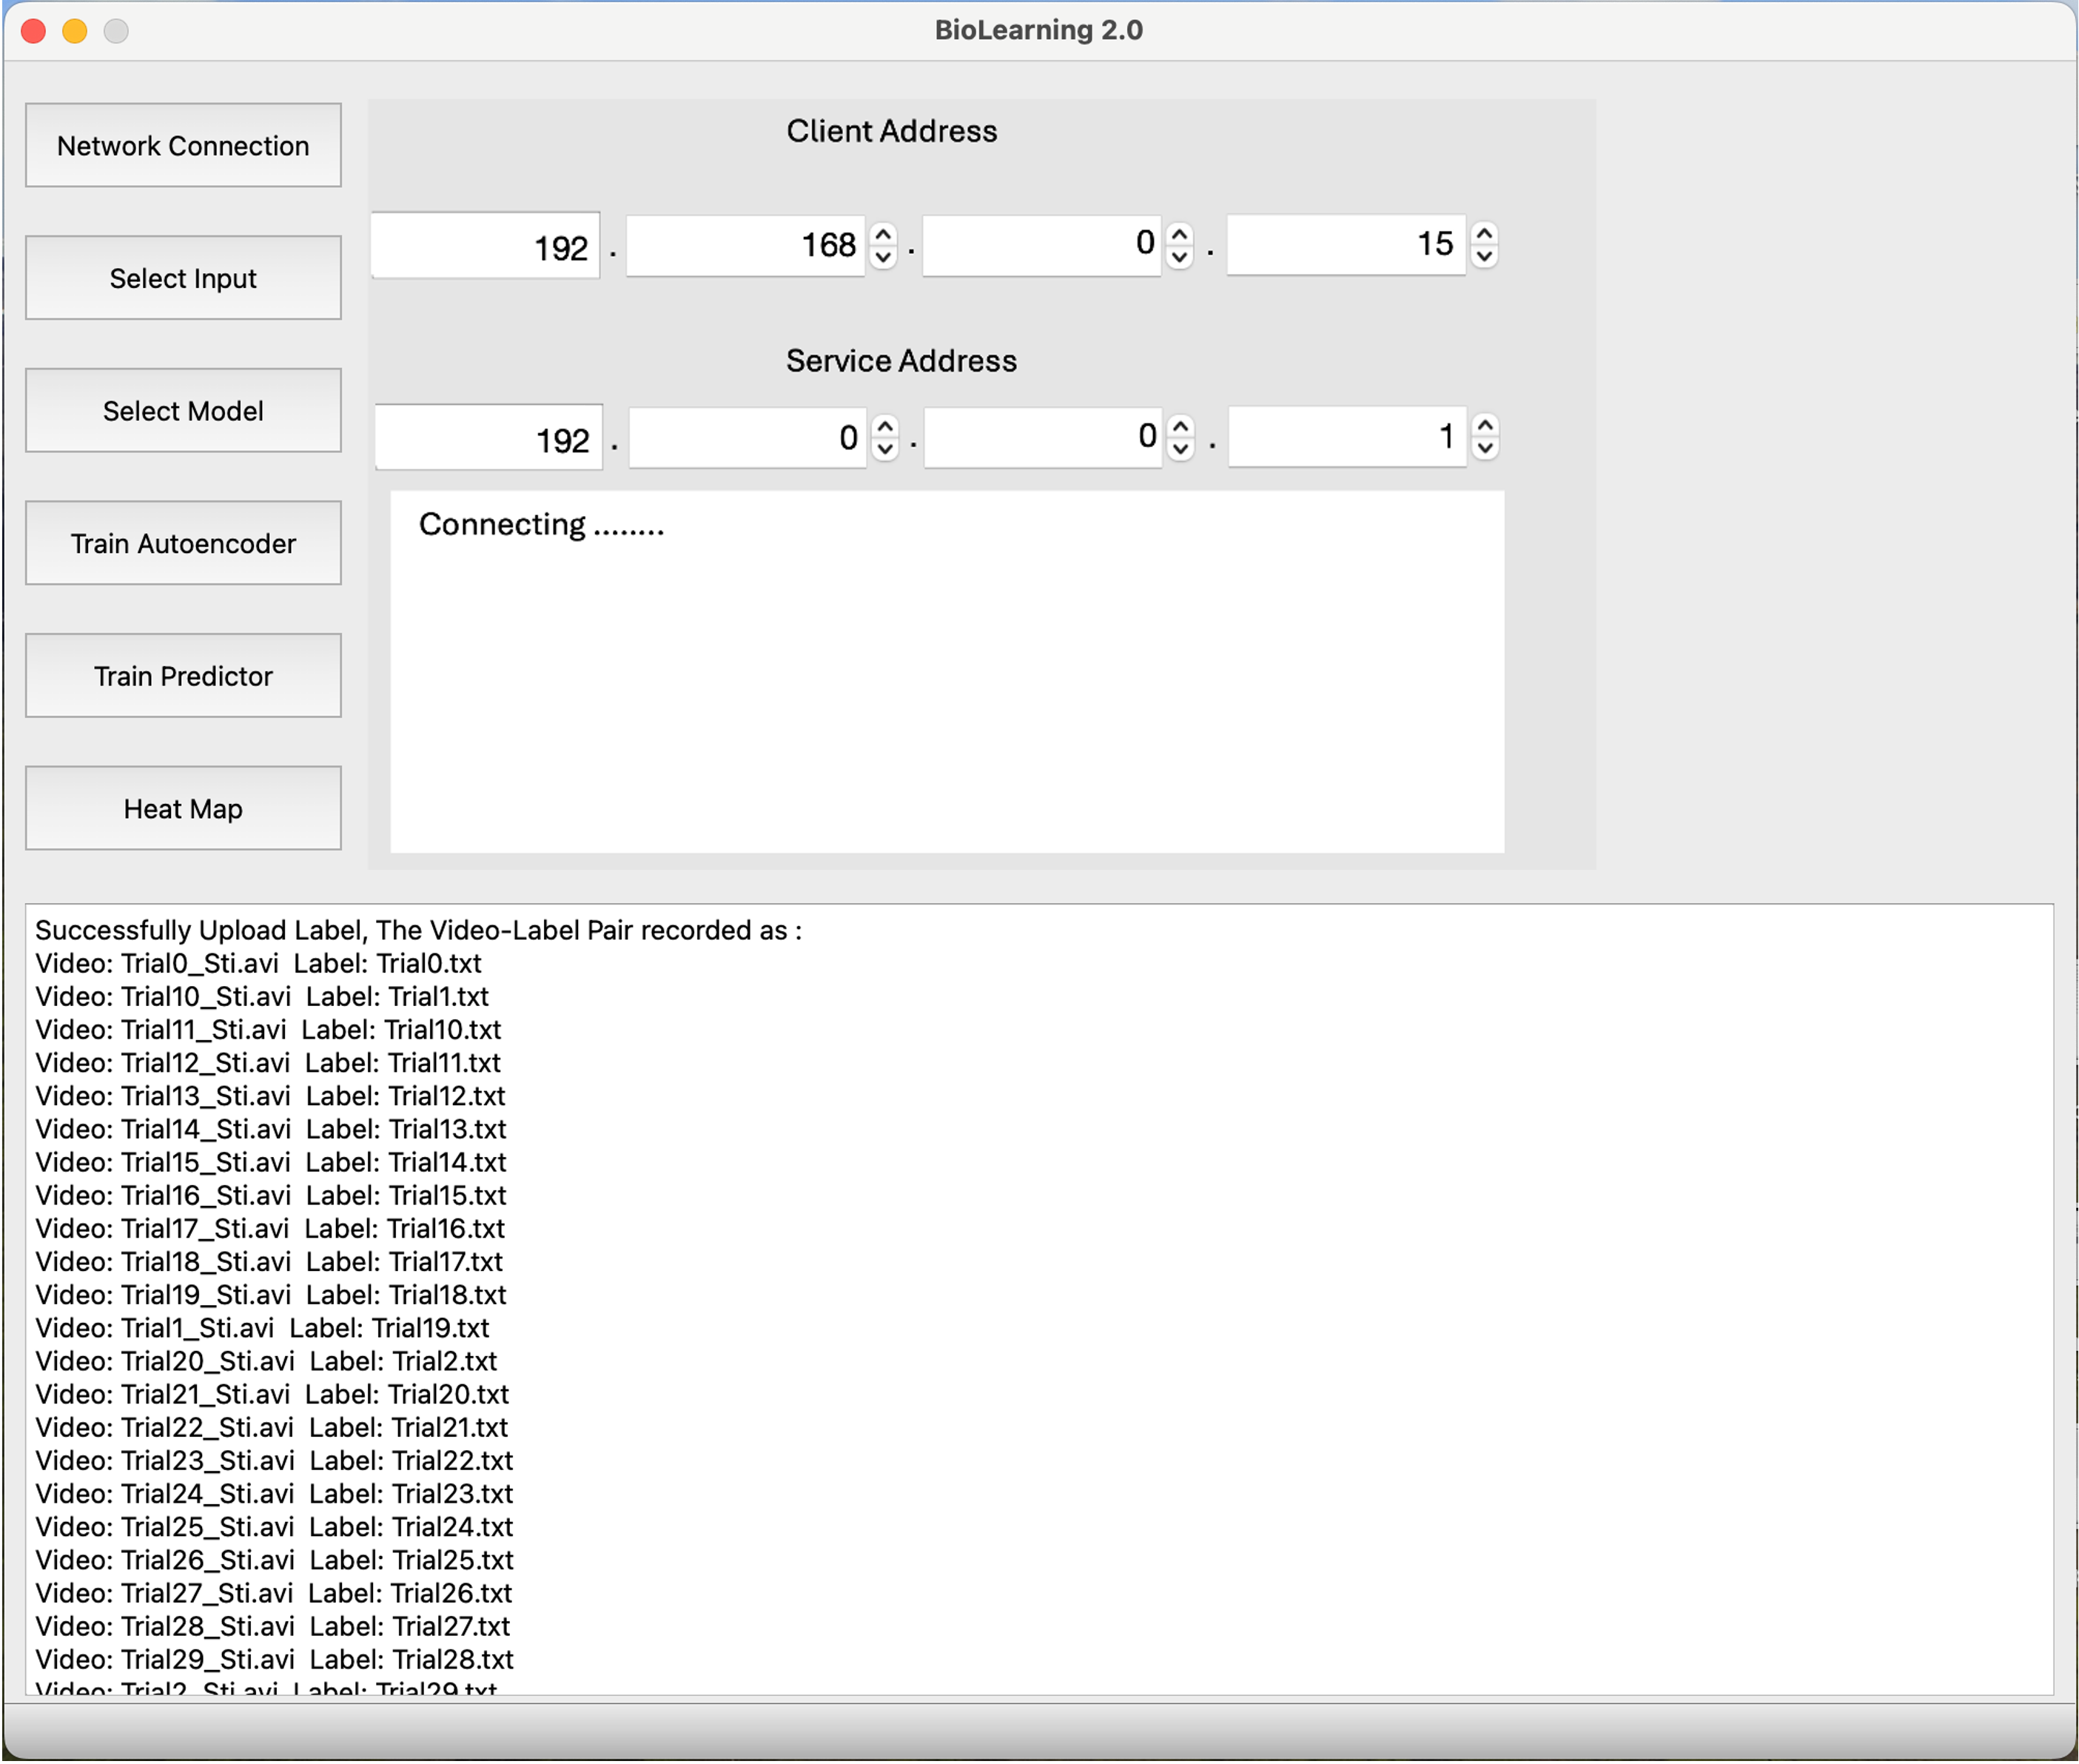 BioLearning 2.0
Network Connection
Select Input
Select Model
Train Autoencoder
Train Predictor
Heat Map
Client Address
192 . 168 . 0 . 15
Service Address
192 . 0 . 0 . 1
Connecting ........
Successfully Upload Label, The Video-Label Pair recorded as :
Video: Trial0_Sti.avi  Label: Trial0.txt
Video: Trial10_Sti.avi  Label: Trial1.txt
Video: Trial11_Sti.avi  Label: Trial10.txt
Video: Trial12_Sti.avi  Label: Trial11.txt
Video: Trial13_Sti.avi  Label: Trial12.txt
Video: Trial14_Sti.avi  Label: Trial13.txt
Video: Trial15_Sti.avi  Label: Trial14.txt
Video: Trial16_Sti.avi  Label: Trial15.txt
Video: Trial17_Sti.avi  Label: Trial16.txt
Video: Trial18_Sti.avi  Label: Trial17.txt
Video: Trial19_Sti.avi  Label: Trial18.txt
Video: Trial1_Sti.avi  Label: Trial19.txt
Video: Trial20_Sti.avi  Label: Trial2.txt
Video: Trial21_Sti.avi  Label: Trial20.txt
Video: Trial22_Sti.avi  Label: Trial21.txt
Video: Trial23_Sti.avi  Label: Trial22.txt
Video: Trial24_Sti.avi  Label: Trial23.txt
Video: Trial25_Sti.avi  Label: Trial24.txt
Video: Trial26_Sti.avi  Label: Trial25.txt
Video: Trial27_Sti.avi  Label: Trial26.txt
Video: Trial28_Sti.avi  Label: Trial27.txt
Video: Trial29_Sti.avi  Label: Trial28.txt
Video: Trial2_Sti.avi  Label: Trial29.txt